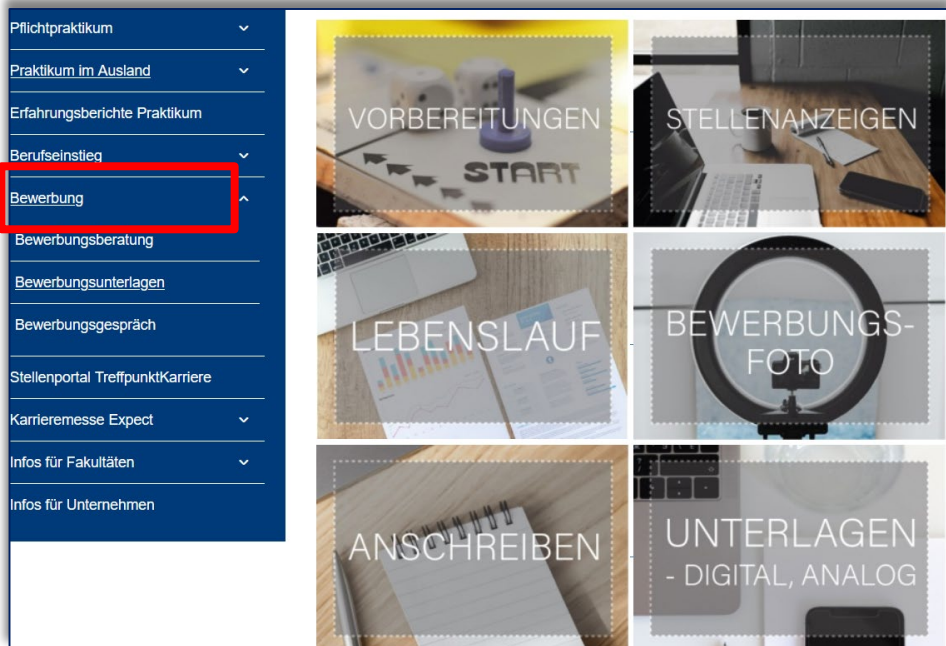 Pflichtpraktikum
Praktikum im Ausland
Erfahrungsberichte Praktikum
Berufseinstieg
Bewerbung
Bewerbungsberatung
Bewerbungsunterlagen
Bewerbungsgespräch
Stellenportal TreffpunktKarriere
Karrieremesse Expect
Infos für Fakultäten
Infos für Unternehmen
VORBEREITUNGEN
START
STELLENANZEIGEN
LEBENSLAUF
BEWERBUNGS-
FOTO
ANSCHREIBEN
UNTERLAGEN
- DIGITAL, ANALOG